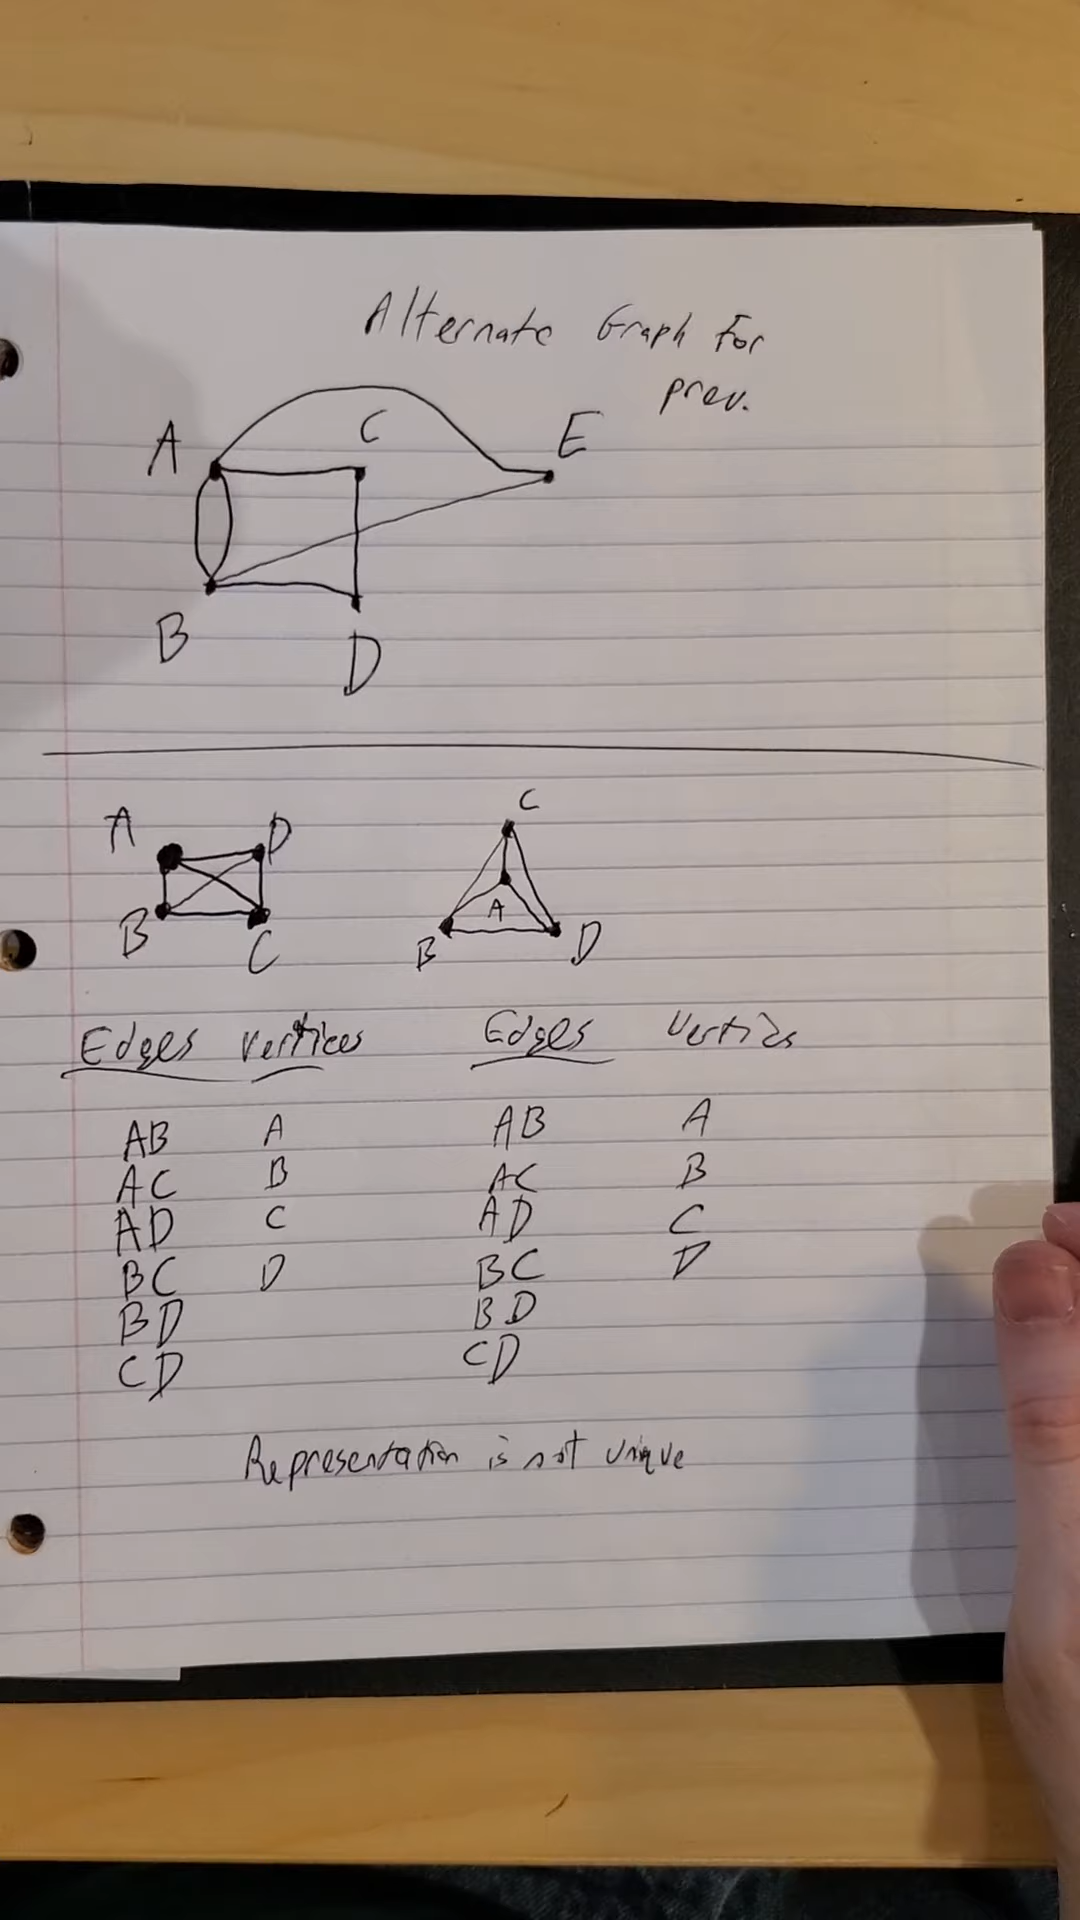 Alternate Graph For
prev.
A C E
B D
A D
B C
C
A
B D
Edges Vertices Edges
AB A AB A
AC B AC B
AD C AD C
BC D BC D
BD BD
CD CD
Representation is not unique